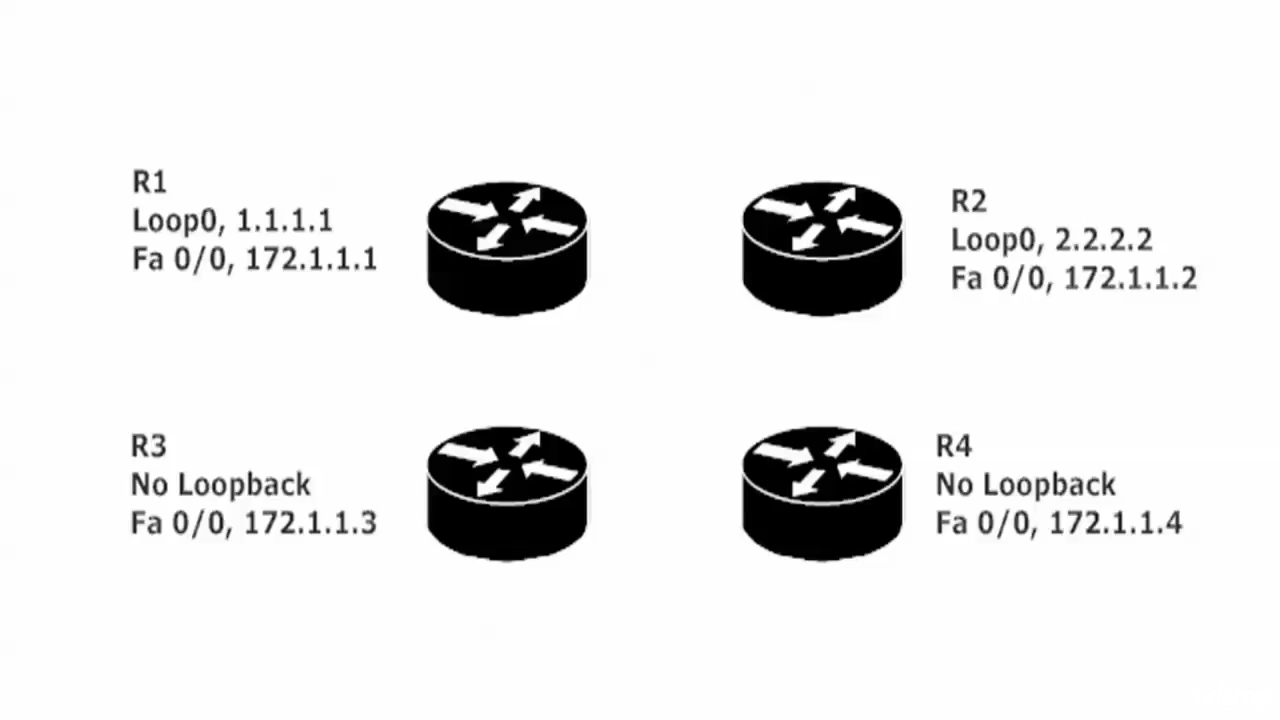 R1
Loop0, 1.1.1.1
Fa 0/0, 172.1.1.1
R2
Loop0, 2.2.2.2
Fa 0/0, 172.1.1.2
R3
No Loopback
Fa 0/0, 172.1.1.3
R4
No Loopback
Fa 0/0, 172.1.1.4